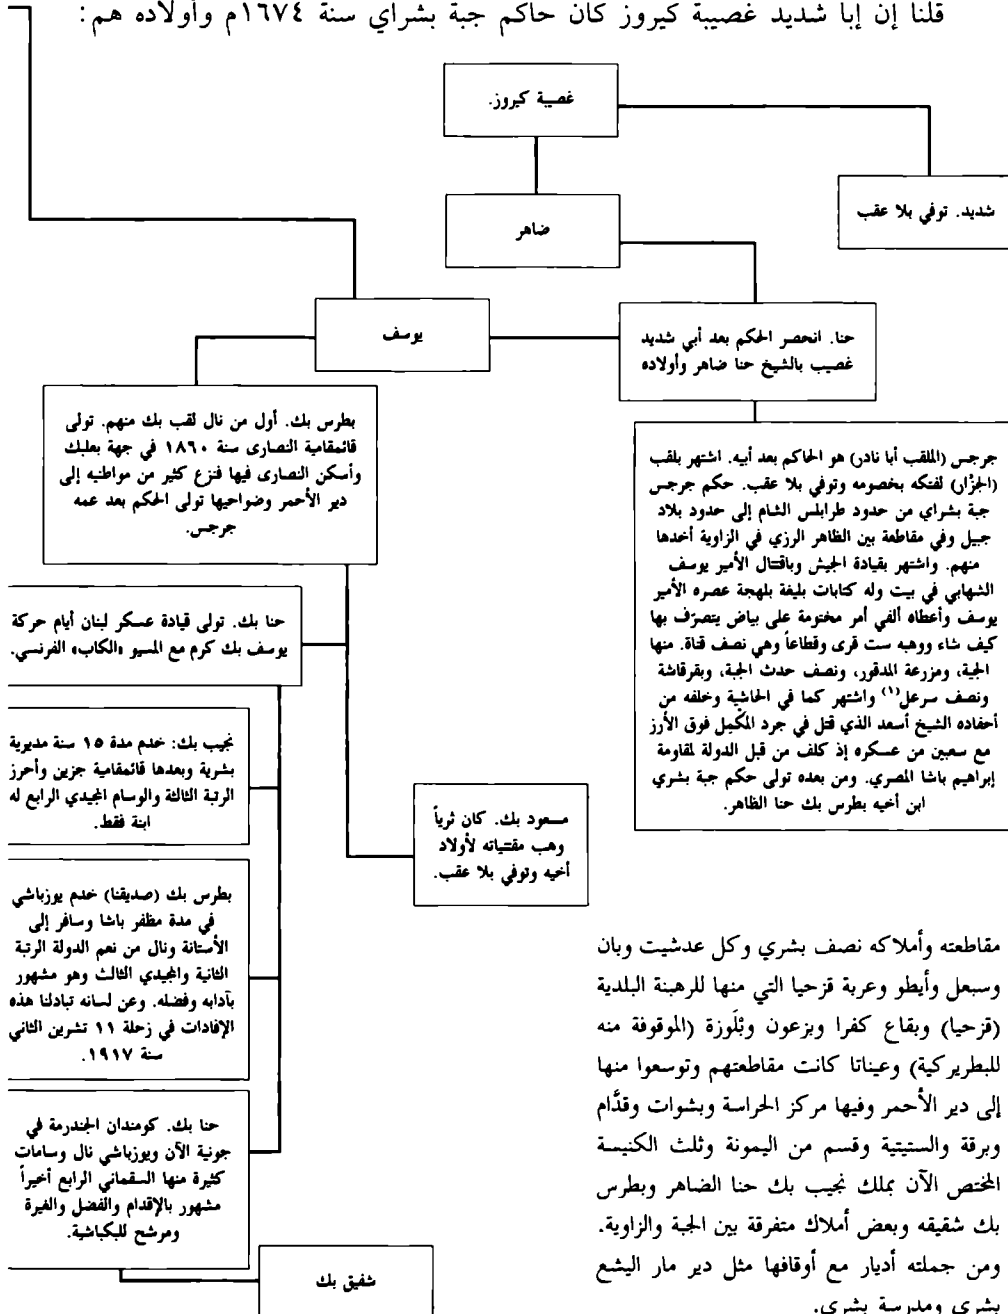 قلنا إن إبا شديد غصيبة كيروز كان حاكم جبة بشراي سنة ١٦٧٤م وأولاده هم:
غصيبة كيروز.
شديد. توفي بلا عقب
ضاهر
حنا. انحصر الحكم بعد أبي شديد
غصيب بالشيخ حنا ضاهر وأولاده
يوسف
جرجس (الملقب أبا نادر) هو الحاكم بعد أبيه. اشتهر بلقب
(الجزّار) لفتكه بخصومه وتوفي بلا عقب. حكم جرجس
جبة بشراي من حدود طرابلس الشام إلى حدود بلاد
جبيل وفي مقاطعة بين الظاهر الرزي في الزاوية أخدها
منهم. واشتهر بقيادة الجيش وباقتتال الأمير يوسف
الشهابي في بيت وله كتابات بليغة بلهجة عصره الأمير
يوسف وأعطاه ألفي أمر مختومة على بياض يتصرّف بها
كيف شاء ووهبه ست قرى وقطاعاً وهي نصف قناة. منها
الجبة، ومزرعة المدقور، ونصف حدث الجبة، وبقرقاشة
ونصف سرعل(١) واشتهر كما في الحاشية وخلفه من
أحفاده الشيخ أسعد الذي قتل في جرد المكمل فوق الأرز
مع سعبين من عسكره إذ كلف من قبل الدولة لمقاومة
إبراهيم باشا المصري. ومن بعده تولى حكم جبة بشري
ابن أخيه بطرس بك حنا الظاهر.
بطرس بك. أول من نال لقب بك منهم. تولى
قائمقامية النصارى سنة ١٨٦٠ في جهة بعلبك
وأسكن النصارى فيها فنزع كثير من مواطنيه إلى
دير الأحمر وضواحيها تولى الحكم بعد عمه
جرجس.
حنا بك. تولى قيادة عسكر لبنان أيام حركة
يوسف بك كرم مع المسيو «الكاب» الفرنسي.
نجيب بك: خدم مدة ١٥ سنة مديرية
بشرية وبعدها قائمقامية جزين وأحرز
الرتبة الثالثة والوسام المجيدي الرابع له
ابنة فقط.
مسعود بك. كان ثرياً
وهب مقتنياته لأولاد
أخيه وتوفي بلا عقب.
بطرس بك (صديقنا) خدم يوزباشي
في مدة مظفر باشا وسافر إلى
الأستانة ونال من نعم الدولة الرتبة
الثانية والمجيدي الثالث وهو مشهور
بآدابه وفضله. وعن لسانه تبادلنا هذه
الإفادات في زحلة ١١ تشرين الثاني
سنة ١٩١٧.
حنا بك. كومندان الجندرمة في
جونية الآن ويوزباشي نال وسامات
كثيرة منها السقماني الرابع أخيراً
مشهور بالإقدام والفضل والغيرة
ومرشح للبكباشية.
شفيق بك
مقاطعته وأملاكه نصف بشري وكل عدشيت وبان
وسبعل وأيطو وعربة قزحيا التي منها للرهبنة البلدية
(قزحيا) وبقاع كفرا وبزعون وبُلَوزة (الموقوفة منه
للبطريركية) وعيناتا كانت مقاطعتهم وتوسعوا منها
إلى دير الأحمر وفيها مركز الحراسة وبشوات وقدَّام
وبرقة والستيتية وقسم من اليمونة وثلث الكنيسة
المختص الآن بملك نجيب بك حنا الضاهر وبطرس
بك شقيقه وبعض أملاك متفرقة بين الجبة والزاوية.
ومن جملته أديار مع أوقافها مثل دير مار اليشع
بشري ومدرسة بشري.